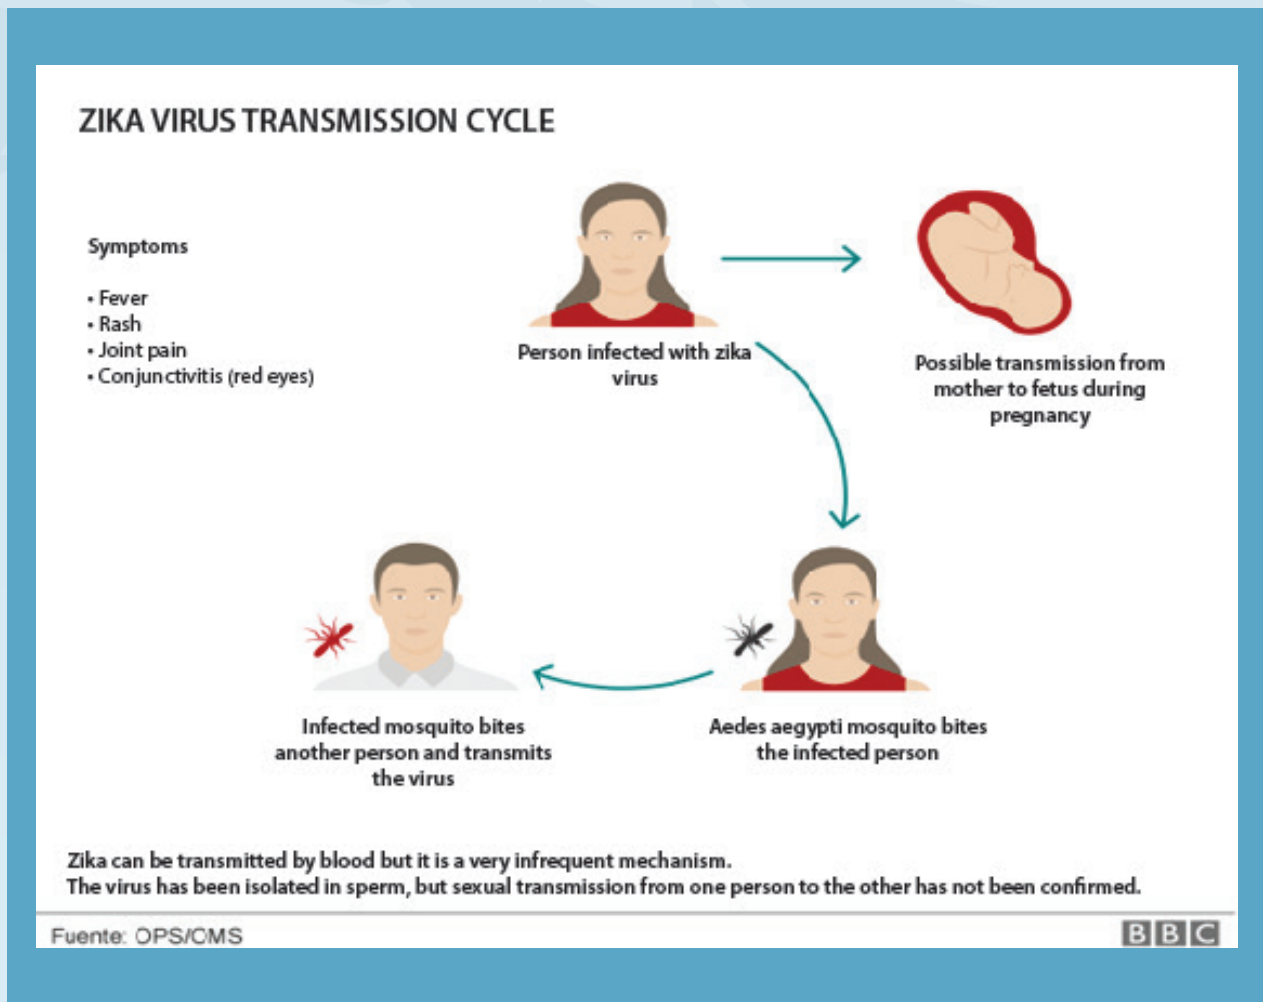 ZIKA VIRUS TRANSMISSION CYCLE
Symptoms
• Fever
• Rash
• Joint pain
• Conjunctivitis (red eyes)
Person infected with zika
virus
Possible transmission from
mother to fetus during
pregnancy
Infected mosquito bites
another person and transmits
the virus
Aedes aegypti mosquito bites
the infected person
Zika can be transmitted by blood but it is a very infrequent mechanism.
The virus has been isolated in sperm, but sexual transmission from one person to the other has not been confirmed.
Fuente: OPS/OMS
BBC